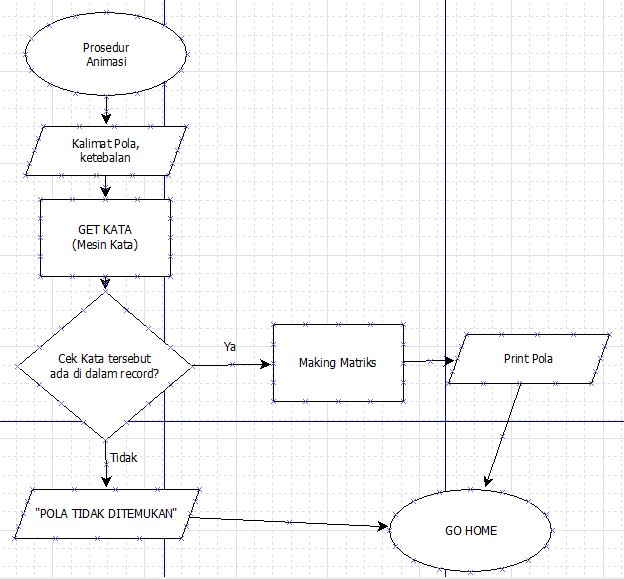 Prosedur
Animasi
Kalimat Pola,
ketebalan
GET KATA
(Mesin Kata)
Cek Kata tersebut
ada di dalam record?
Ya
Making Matriks
Print Pola
Tidak
"POLA TIDAK DITEMUKAN"
GO HOME